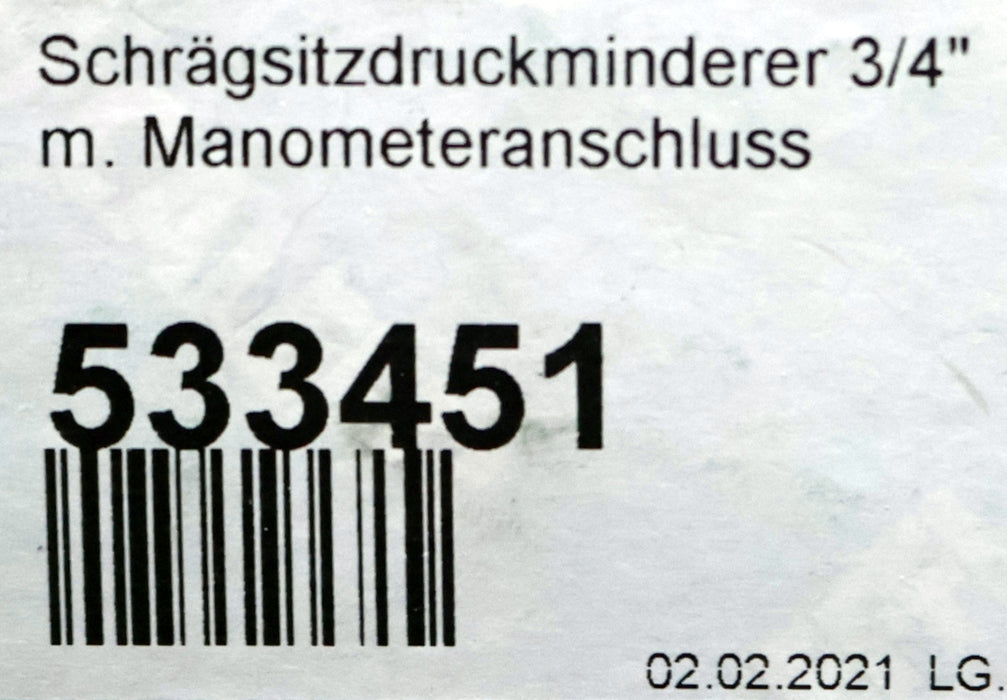 Schrägsitzdruckminderer 3/4"
m. Manometeranschluss
533451
02.02.2021 LG.